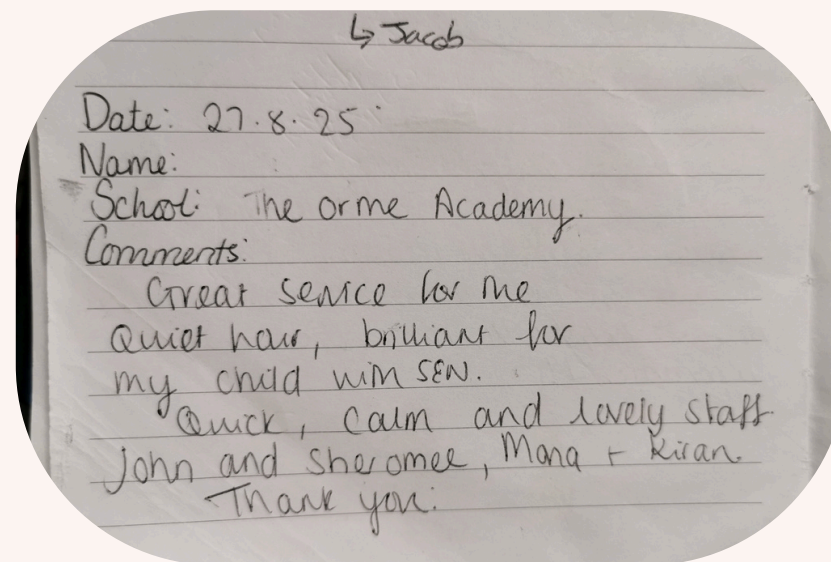 ↳ Jacob
Date: 27.8.25
Name:
School: The Orme Academy.
Comments:
Great service for me
Quiet hour, brilliant for
my child with SEN.
Quick, Calm and lovely staff
John and Sheromee, Mona + Kiran.
Thank you.